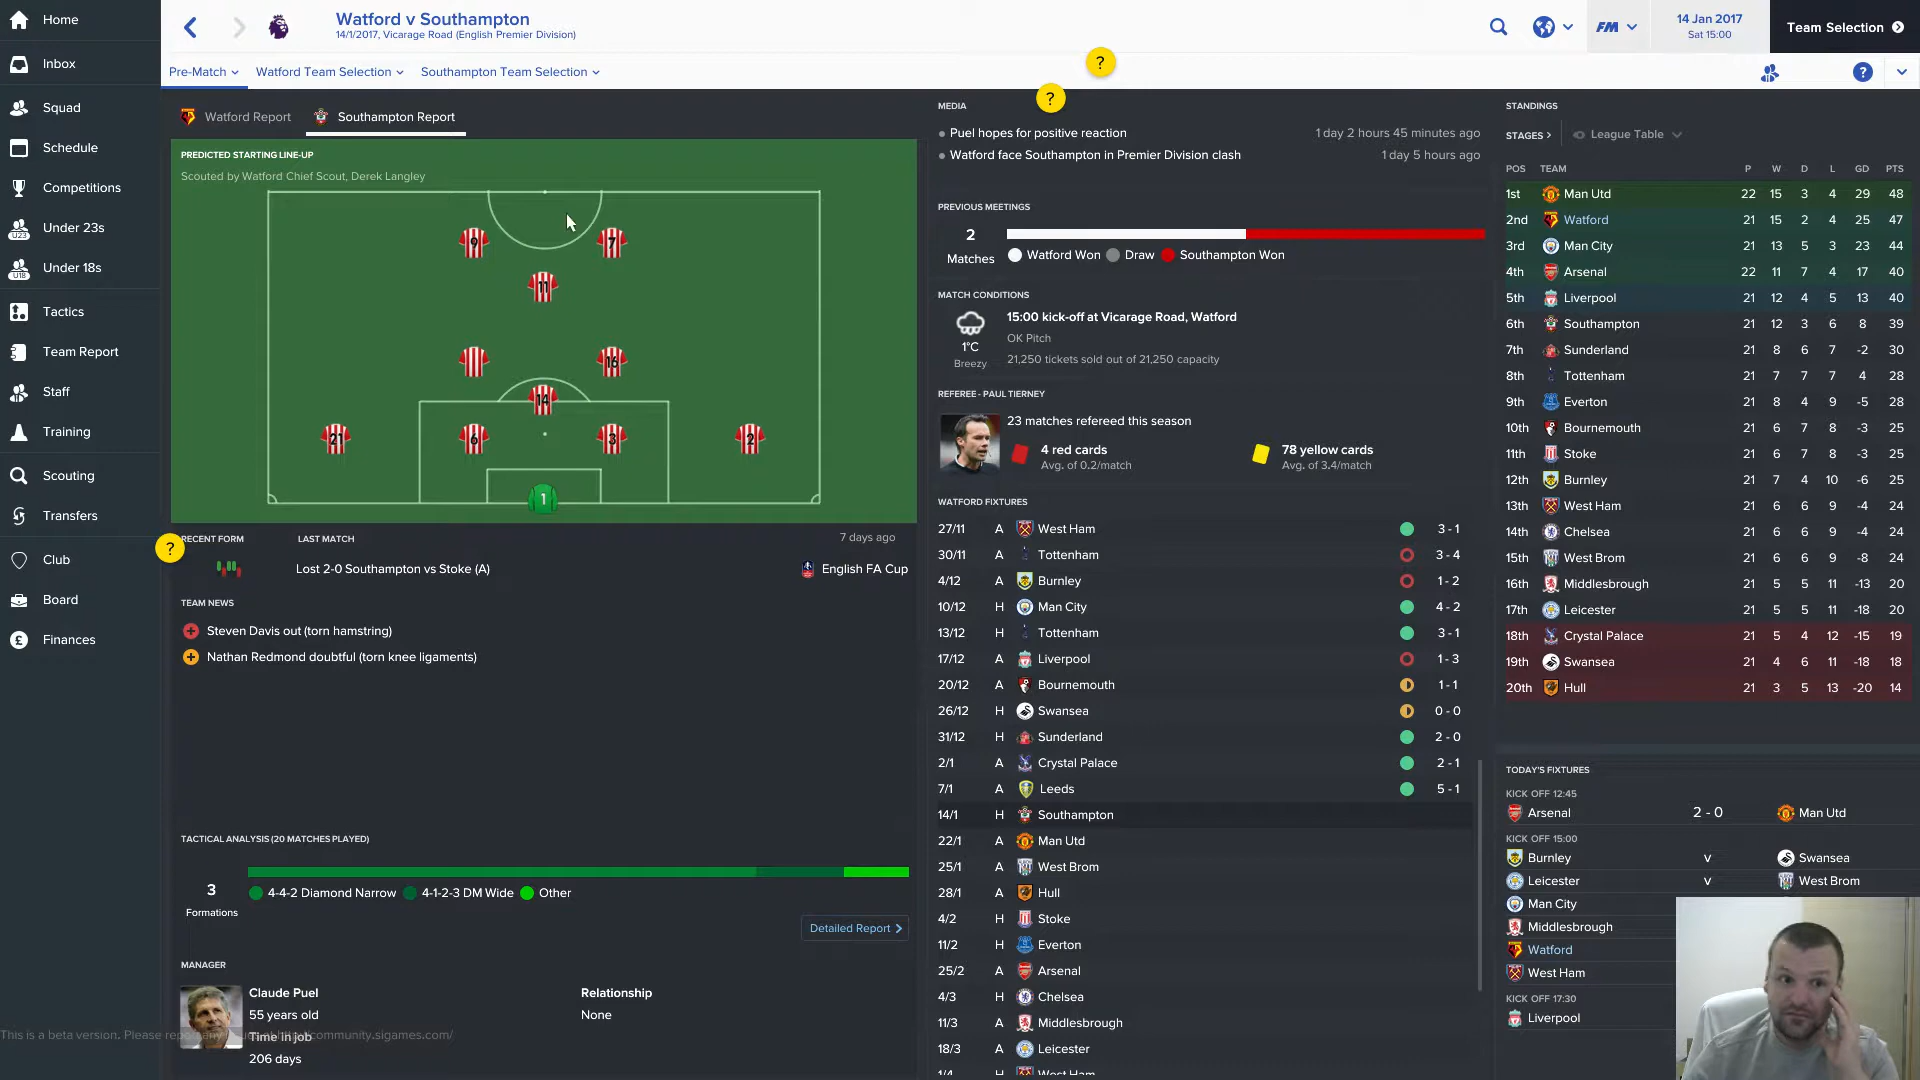 Home
Inbox
Squad
Schedule
Competitions
U23 Under 23s
U18 Under 18s
Tactics
Team Report
Staff
Training
Scouting
Transfers
Club
Board
Finances
Watford v Southampton
14/1/2017, Vicarage Road (English Premier Division)
FM
14 Jan 2017
Sat 15:00
Team Selection
Pre-Match
Watford Team Selection
Southampton Team Selection
?
?
?
Watford Report
Southampton Report
PREDICTED STARTING LINE-UP
Scouted by Watford Chief Scout, Derek Langley
9 7
11
16
14
21 6 3 2
1
?
RECENT FORM
LAST MATCH
7 days ago
Lost 2-0 Southampton vs Stoke (A)
English FA Cup
TEAM NEWS
Steven Davis out (torn hamstring)
Nathan Redmond doubtful (torn knee ligaments)
TACTICAL ANALYSIS (20 MATCHES PLAYED)
3
Formations
4-4-2 Diamond Narrow 4-1-2-3 DM Wide Other
Detailed Report
MANAGER
Claude Puel
55 years old
Time in job
206 days
Relationship
None
This is a beta version. Please report any community.sigames.com/
MEDIA
Puel hopes for positive reaction 1 day 2 hours 45 minutes ago
Watford face Southampton in Premier Division clash 1 day 5 hours ago
PREVIOUS MEETINGS
2
Matches
Watford Won Draw Southampton Won
MATCH CONDITIONS
15:00 kick-off at Vicarage Road, Watford
1°C
Breezy
OK Pitch
21,250 tickets sold out of 21,250 capacity
REFEREE - PAUL TIERNEY
23 matches refereed this season
4 red cards
Avg. of 0.2/match
78 yellow cards
Avg. of 3.4/match
WATFORD FIXTURES
27/11 A West Ham 3 - 1
30/11 A Tottenham 3 - 4
4/12 A Burnley 1 - 2
10/12 H Man City 4 - 2
13/12 H Tottenham 3 - 1
17/12 A Liverpool 1 - 3
20/12 A Bournemouth 1 - 1
26/12 H Swansea 0 - 0
31/12 H Sunderland 2 - 0
2/1 A Crystal Palace 2 - 1
7/1 A Leeds 5 - 1
14/1 H Southampton
22/1 A Man Utd
25/1 A West Brom
28/1 A Hull
4/2 H Stoke
11/2 H Everton
25/2 A Arsenal
4/3 H Chelsea
11/3 A Middlesbrough
18/3 A Leicester
1/4 H West Ham
STANDINGS
STAGES
League Table
POS TEAM P W D L GD PTS
1st Man Utd 22 15 3 4 29 48
2nd Watford 21 15 2 4 25 47
3rd Man City 21 13 5 3 23 44
4th Arsenal 22 11 7 4 17 40
5th Liverpool 21 12 4 5 13 40
6th Southampton 21 12 3 6 8 39
7th Sunderland 21 8 6 7 -2 30
8th Tottenham 21 7 7 7 4 28
9th Everton 21 8 4 9 -5 28
10th Bournemouth 21 6 7 8 -3 25
11th Stoke 21 6 7 8 -3 25
12th Burnley 21 7 4 10 -6 25
13th West Ham 21 6 6 9 -4 24
14th Chelsea 21 6 6 9 -4 24
15th West Brom 21 6 6 9 -8 24
16th Middlesbrough 21 5 5 11 -13 20
17th Leicester 21 5 5 11 -18 20
18th Crystal Palace 21 5 4 12 -15 19
19th Swansea 21 4 6 11 -18 18
20th Hull 21 3 5 13 -20 14
TODAY'S FIXTURES
KICK OFF 12:45
Arsenal 2 - 0 Man Utd
KICK OFF 15:00
Burnley v Swansea
Leicester v West Brom
Man City
Middlesbrough
Watford
West Ham
KICK OFF 17:30
Liverpool